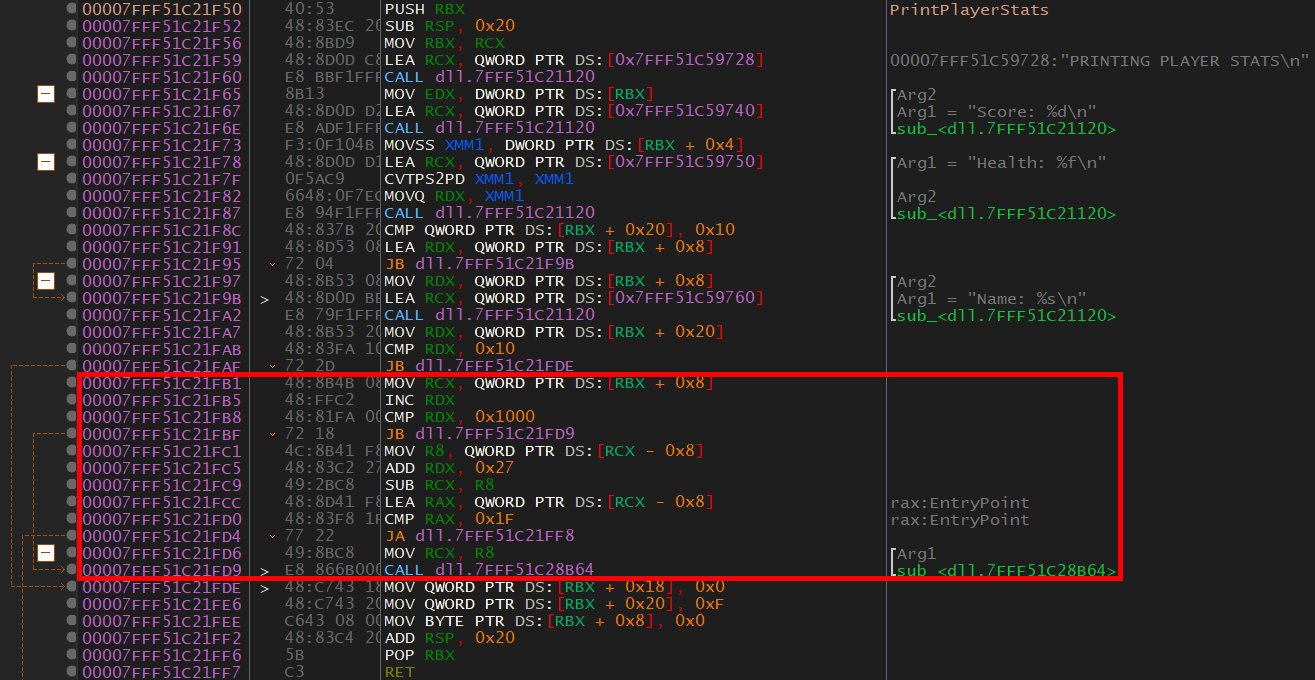 00007FFF51C21F50 40:53 PUSH RBX PrintPlayerStats
00007FFF51C21F52 48:83EC 20 SUB RSP, 0x20
00007FFF51C21F56 48:8BD9 MOV RBX, RCX
00007FFF51C21F59 48:8D0D C8 LEA RCX, QWORD PTR DS:[0x7FFF51C59728] 00007FFF51C59728:"PRINTING PLAYER STATS\n"
00007FFF51C21F60 E8 BBF1FFF CALL dll.7FFF51C21120
00007FFF51C21F65 8B13 MOV EDX, DWORD PTR DS:[RBX] Arg2
00007FFF51C21F67 48:8D0D D2 LEA RCX, QWORD PTR DS:[0x7FFF51C59740] Arg1 = "Score: %d\n"
00007FFF51C21F6E E8 ADF1FFF CALL dll.7FFF51C21120 sub_<dll.7FFF51C21120>
00007FFF51C21F73 F3:0F104B MOVSS XMM1, DWORD PTR DS:[RBX + 0x4]
00007FFF51C21F78 48:8D0D LEA RCX, QWORD PTR DS:[0x7FFF51C59750] Arg1 = "Health: %f\n"
00007FFF51C21F7F 0F5AC9 CVTPS2PD XMM1, XMM1
00007FFF51C21F82 6648:0F7E MOVQ RDX, XMM1 Arg2
00007FFF51C21F87 E8 94F1FFF CALL dll.7FFF51C21120 sub_<dll.7FFF51C21120>
00007FFF51C21F8C 48:837B 20 CMP QWORD PTR DS:[RBX + 0x20], 0x10
00007FFF51C21F91 48:8D53 08 LEA RDX, QWORD PTR DS:[RBX + 0x8]
00007FFF51C21F95 72 04 JB dll.7FFF51C21F9B
00007FFF51C21F97 48:8B53 08 MOV RDX, QWORD PTR DS:[RBX + 0x8] Arg2
00007FFF51C21F9B > 48:8D0D BE LEA RCX, QWORD PTR DS:[0x7FFF51C59760] Arg1 = "Name: %s\n"
00007FFF51C21FA2 E8 79F1FFF CALL dll.7FFF51C21120 sub_<dll.7FFF51C21120>
00007FFF51C21FA7 48:8B53 20 MOV RDX, QWORD PTR DS:[RBX + 0x20]
00007FFF51C21FAB 48:83FA 10 CMP RDX, 0x10
00007FFF51C21FAF 72 2D JB dll.7FFF51C21FDE
00007FFF51C21FB1 48:8B4B 08 MOV RCX, QWORD PTR DS:[RBX + 0x8]
00007FFF51C21FB5 48:FFC2 INC RDX
00007FFF51C21FB8 48:81FA 00 CMP RDX, 0x1000
00007FFF51C21FBF 72 18 JB dll.7FFF51C21FD9
00007FFF51C21FC1 4C:8B41 F8 MOV R8, QWORD PTR DS:[RCX - 0x8]
00007FFF51C21FC5 48:83C2 27 ADD RDX, 0x27
00007FFF51C21FC9 49:2BC8 SUB RCX, R8
00007FFF51C21FCC 48:8D41 F8 LEA RAX, QWORD PTR DS:[RCX - 0x8] rax:EntryPoint
00007FFF51C21FD0 48:83F8 1F CMP RAX, 0x1F rax:EntryPoint
00007FFF51C21FD4 77 22 JA dll.7FFF51C21FF8
00007FFF51C21FD6 49:8BC8 MOV RCX, R8 Arg1
00007FFF51C21FD9 > E8 866B000 CALL dll.7FFF51C28B64 sub_<dll.7FFF51C28B64>
00007FFF51C21FDE > 48:C743 18 MOV QWORD PTR DS:[RBX + 0x18], 0x0
00007FFF51C21FE6 48:C743 20 MOV QWORD PTR DS:[RBX + 0x20], 0xF
00007FFF51C21FEE C643 08 00 MOV BYTE PTR DS:[RBX + 0x8], 0x0
00007FFF51C21FF2 48:83C4 20 ADD RSP, 0x20
00007FFF51C21FF6 5B POP RBX
00007FFF51C21FF7 C3 RET